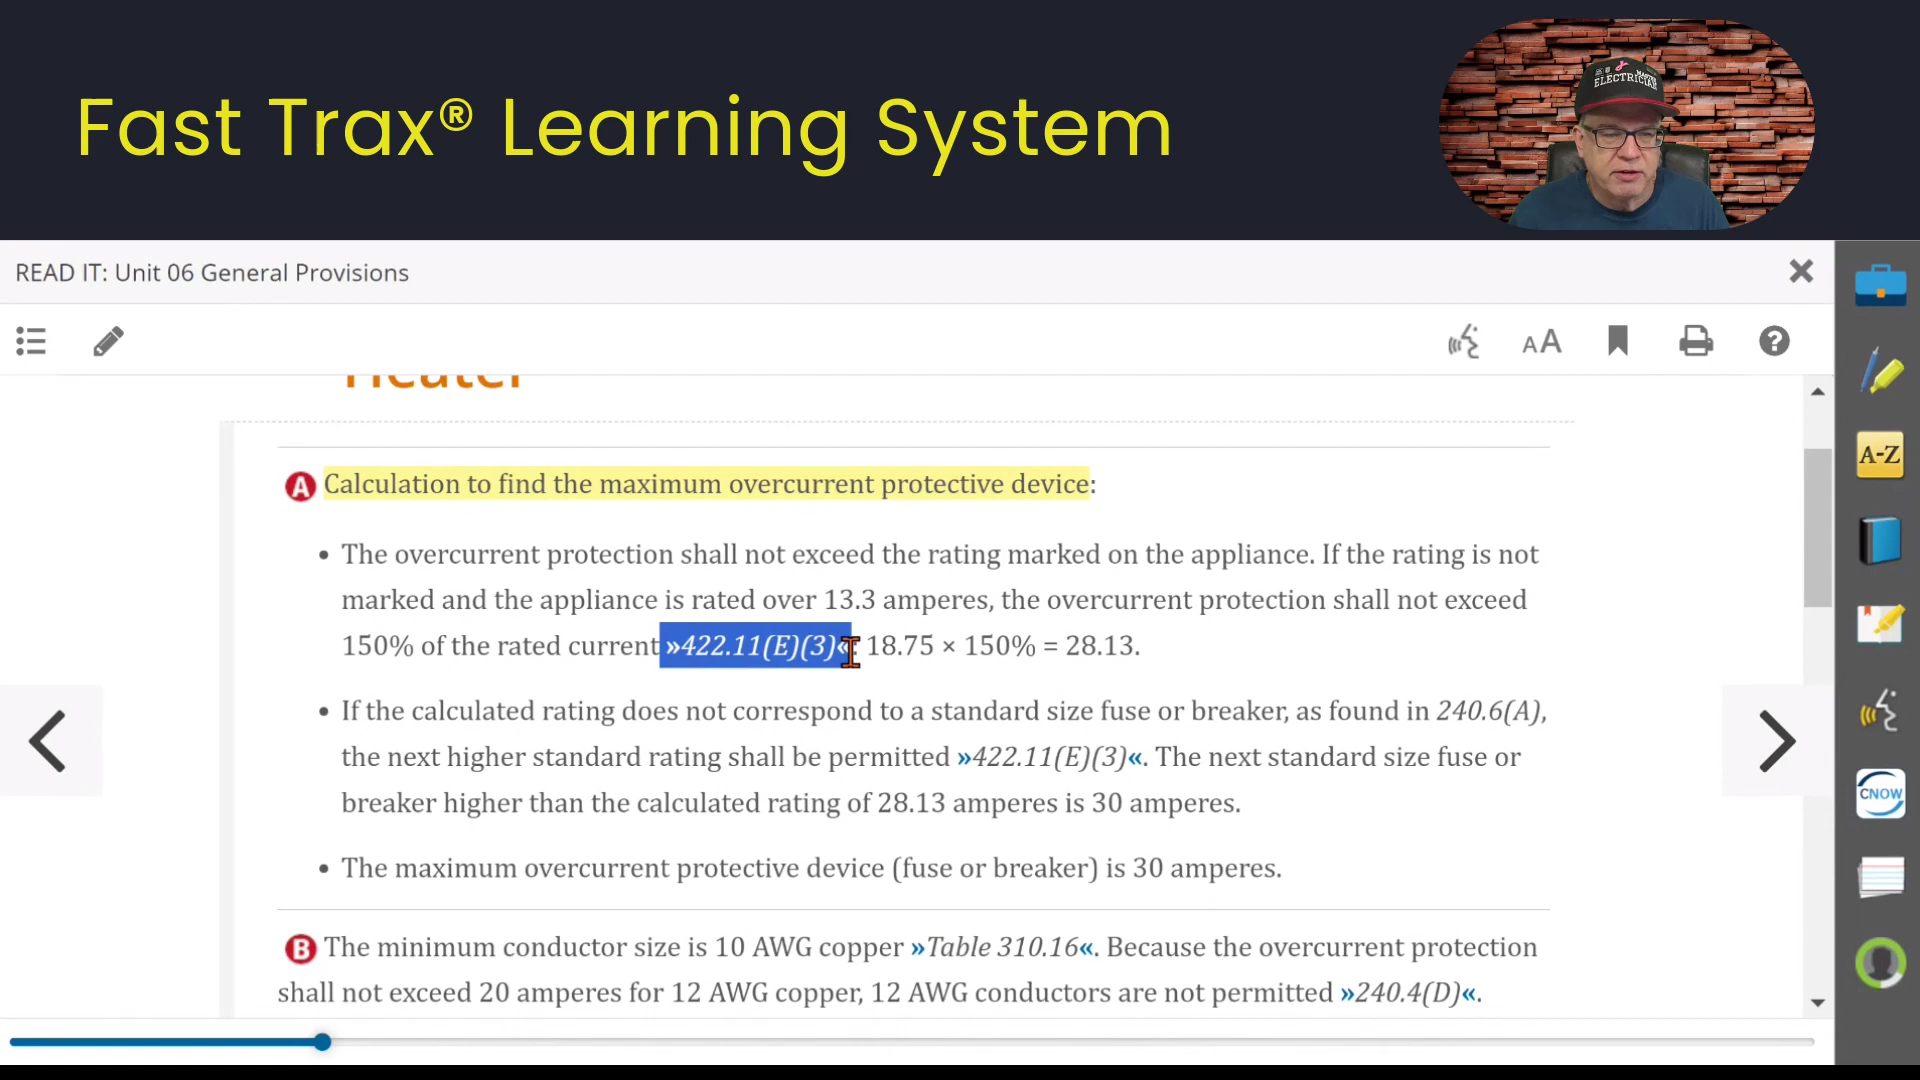 Fast Trax® Learning System
ELECTRICIAN
READ IT: Unit 06 General Provisions
AA
?
Heater
A Calculation to find the maximum overcurrent protective device:
• The overcurrent protection shall not exceed the rating marked on the appliance. If the rating is not
marked and the appliance is rated over 13.3 amperes, the overcurrent protection shall not exceed
150% of the rated current »422.11(E)(3)«: 18.75 × 150% = 28.13.
• If the calculated rating does not correspond to a standard size fuse or breaker, as found in 240.6(A),
the next higher standard rating shall be permitted »422.11(E)(3)«. The next standard size fuse or
breaker higher than the calculated rating of 28.13 amperes is 30 amperes.
• The maximum overcurrent protective device (fuse or breaker) is 30 amperes.
B The minimum conductor size is 10 AWG copper »Table 310.16«. Because the overcurrent protection
shall not exceed 20 amperes for 12 AWG copper, 12 AWG conductors are not permitted »240.4(D)«.
A-Z
CNOW